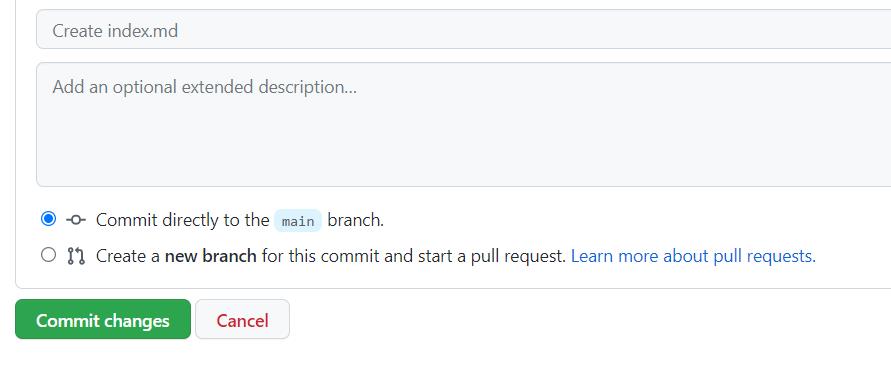 Create index.md
Add an optional extended description...
Commit directly to the main branch.
Create a new branch for this commit and start a pull request. Learn more about pull requests.
Commit changes Cancel